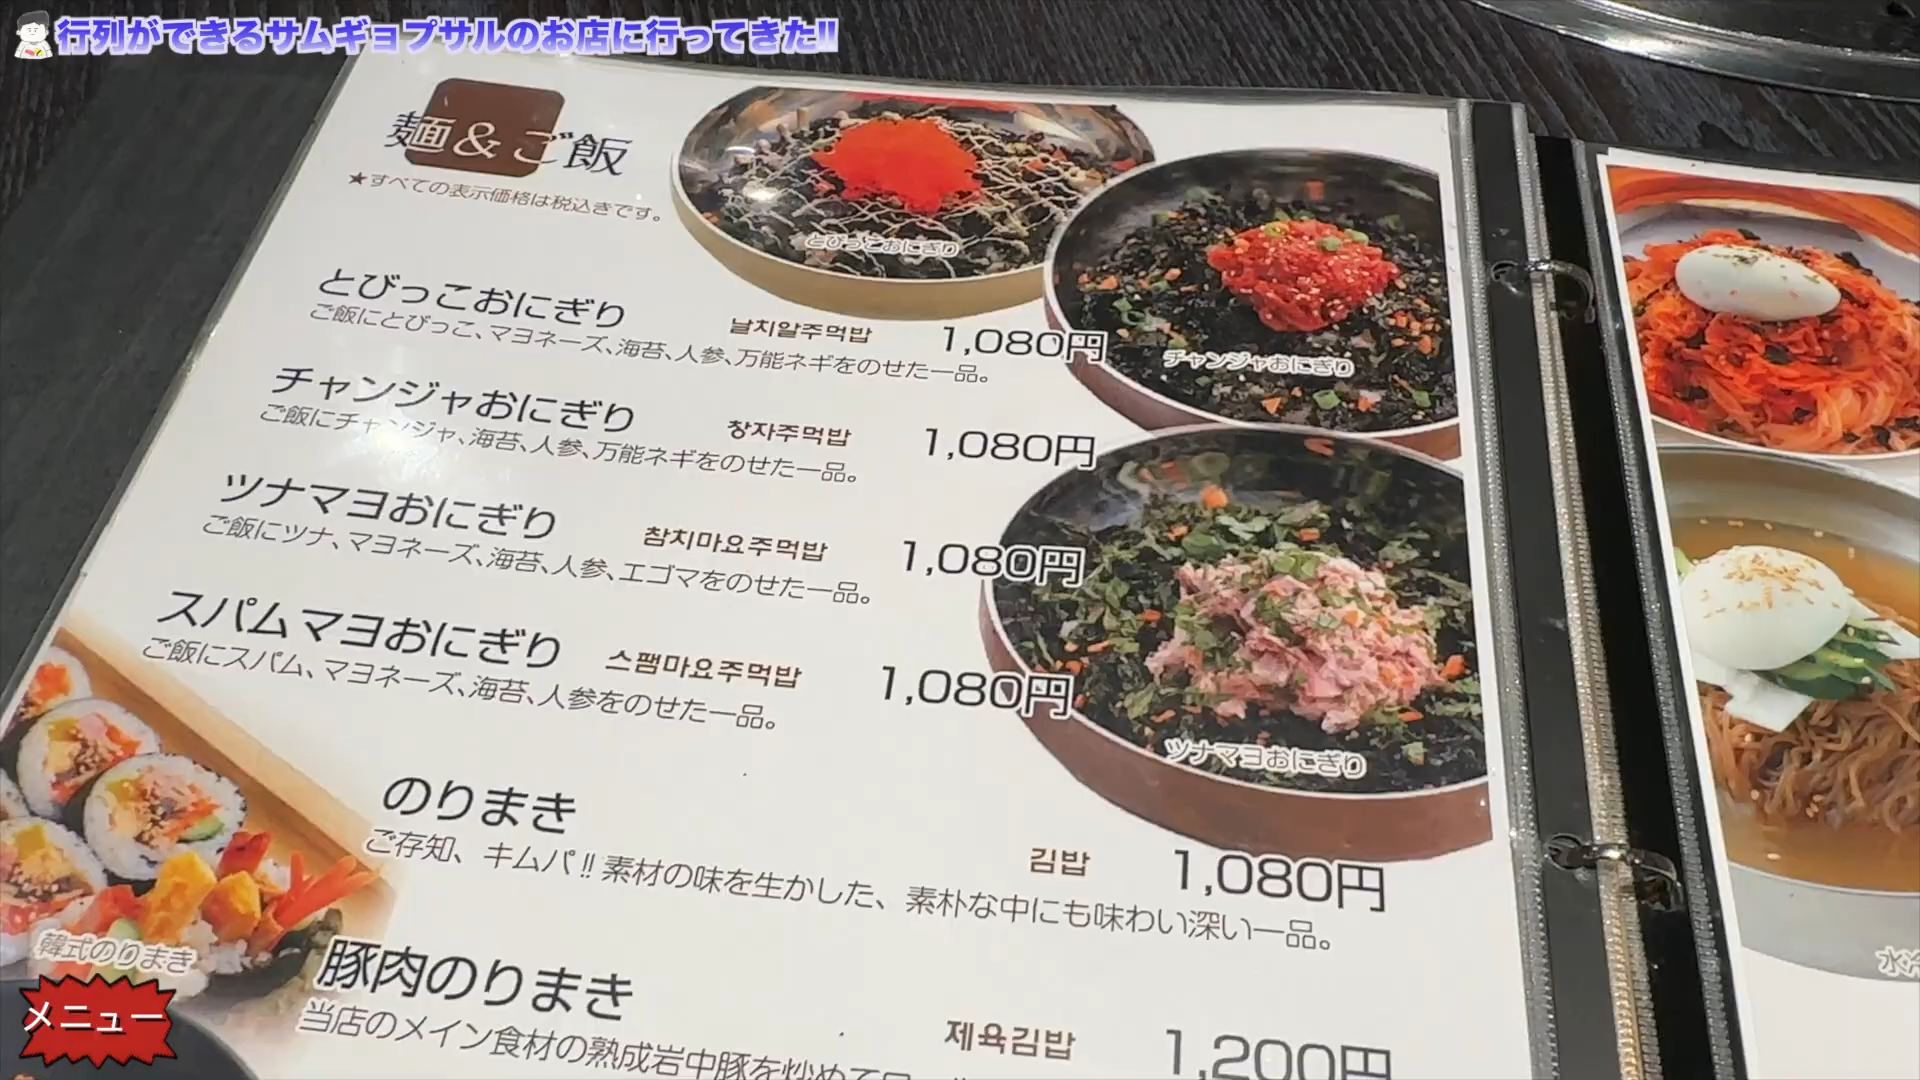 行列ができるサムギョプサルのお店に行ってきた!!
麺&ご飯
★すべての表示価格は税込きです。
とびっこおにぎり
チャンジャおにぎり
とびっこおにぎり 날치알주먹밥 1,080円
ご飯にとびっこ、マヨネーズ、海苔、人参、万能ネギをのせた一品。
チャンジャおにぎり 창자주먹밥 1,080円
ご飯にチャンジャ、海苔、人参、万能ネギをのせた一品。
ツナマヨおにぎり 참치마요주먹밥 1,080円
ご飯にツナ、マヨネーズ、海苔、人参、エゴマをのせた一品。
スパムマヨおにぎり 스팸마요주먹밥 1,080円
ご飯にスパム、マヨネーズ、海苔、人参をのせた一品。
ツナマヨおにぎり
のりまき 김밥 1,080円
ご存知、キムパ!!素材の味を生かした、素朴な中にも味わい深い一品。
韓式のりまき
豚肉のりまき 제육김밥 1,200円
当店のメイン食材の熟成岩中豚を炒めて
水冷
メニュー